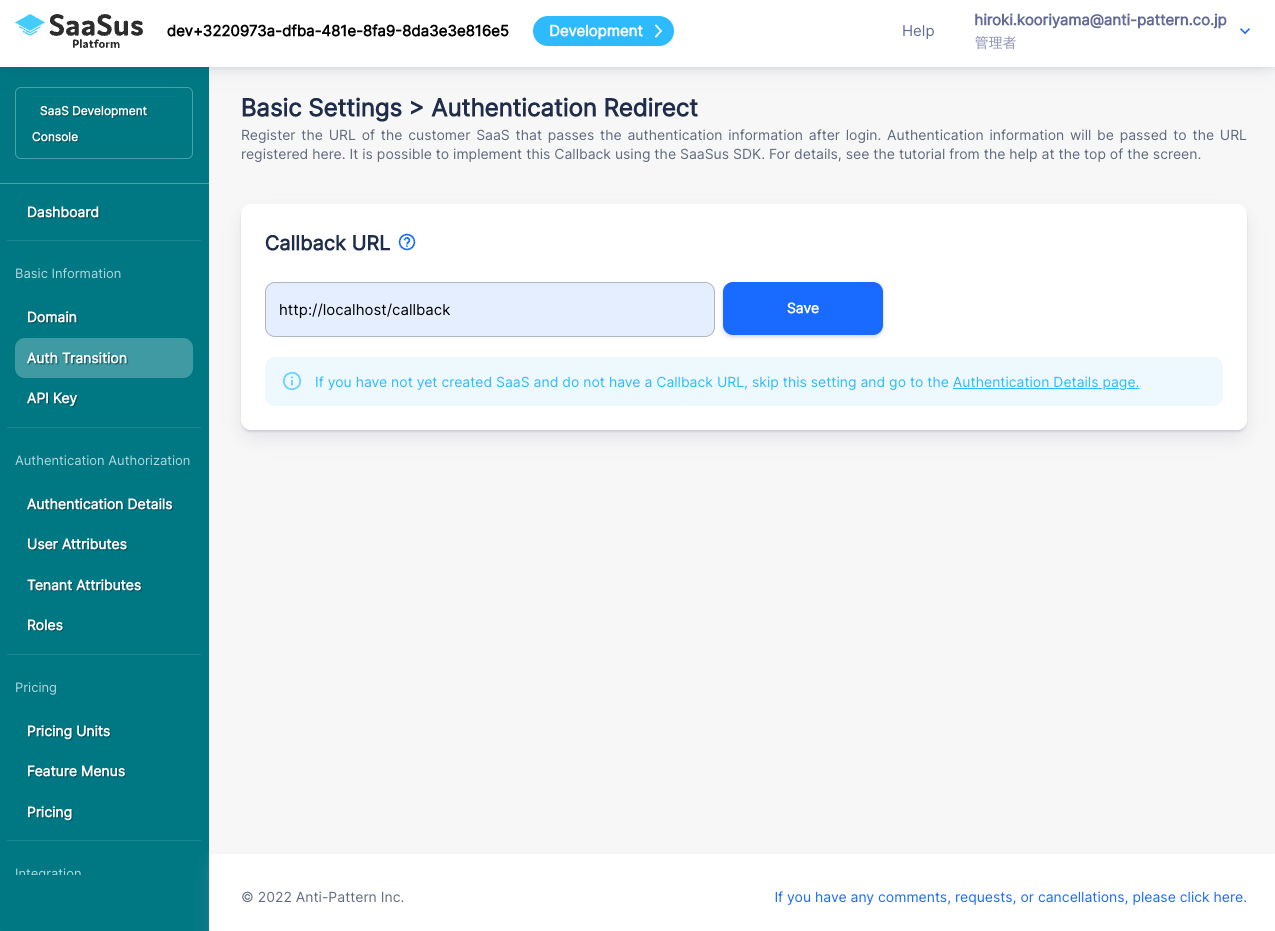 SaaSus
Platform
dev+3220973a-dfba-481e-8fa9-8da3e3e816e5
Development
Help
hiroki.kooriyama@anti-pattern.co.jp
管理者
SaaS Development
Console
Dashboard
Basic Information
Domain
Auth Transition
API Key
Authentication Authorization
Authentication Details
User Attributes
Tenant Attributes
Roles
Pricing
Pricing Units
Feature Menus
Pricing
Integration
Basic Settings > Authentication Redirect
Register the URL of the customer SaaS that passes the authentication information after login. Authentication information will be passed to the URL
registered here. It is possible to implement this Callback using the SaaSus SDK. For details, see the tutorial from the help at the top of the screen.
Callback URL
http://localhost/callback
Save
If you have not yet created SaaS and do not have a Callback URL, skip this setting and go to the Authentication Details page.
© 2022 Anti-Pattern Inc.
If you have any comments, requests, or cancellations, please click here.